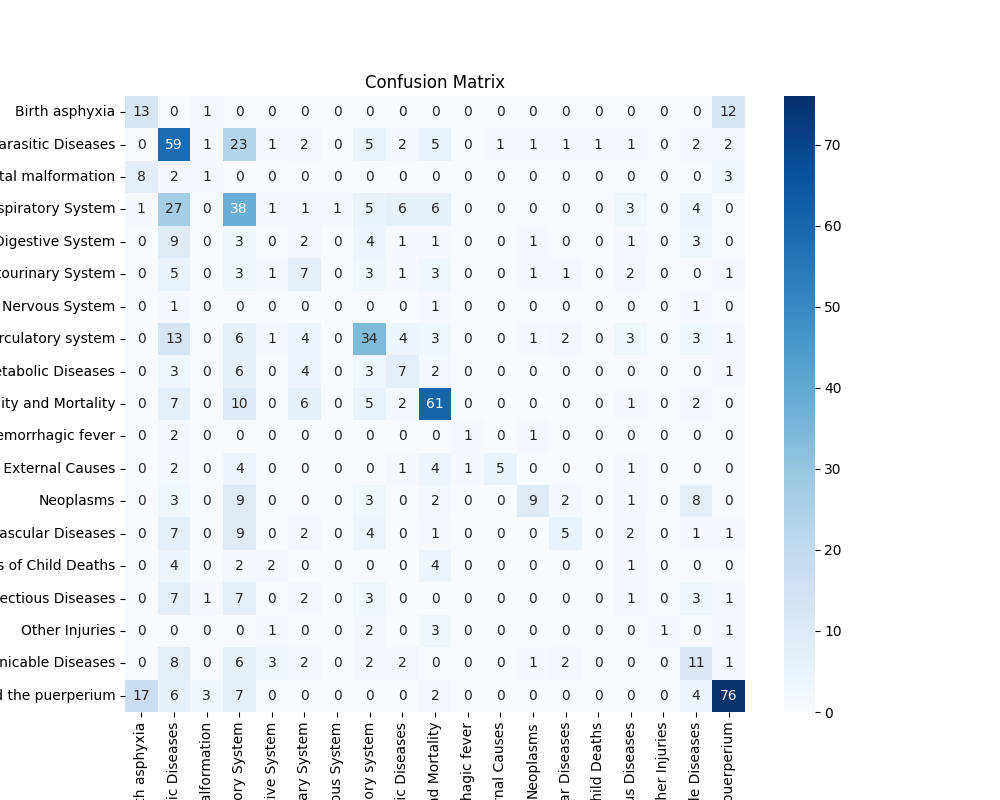 Confusion Matrix
Birth asphyxia 13 0 1 0 0 0 0 0 0 0 0 0 0 0 0 0 0 0 12
arasitic Diseases 0 59 1 23 1 2 0 5 2 5 0 1 1 1 1 1 0 2 2
tal malformation 8 2 1 0 0 0 0 0 0 0 0 0 0 0 0 0 0 0 3
spiratory System 1 27 0 38 1 1 1 5 6 6 0 0 0 0 0 3 0 4 0
Digestive System 0 9 0 3 0 2 0 4 1 1 0 0 1 0 0 1 0 3 0
tourinary System 0 5 0 3 1 7 0 3 1 3 0 0 1 1 0 2 0 0 1
Nervous System 0 1 0 0 0 0 0 0 0 1 0 0 0 0 0 0 0 1 0
rculatory system 0 13 0 6 1 4 0 34 4 3 0 0 1 2 0 3 0 3 1
etabolic Diseases 0 3 0 6 0 4 0 3 7 2 0 0 0 0 0 0 0 0 1
ity and Mortality 0 7 0 10 0 6 0 5 2 61 0 0 0 0 0 1 0 2 0
emorrhagic fever 0 2 0 0 0 0 0 0 0 0 1 0 1 0 0 0 0 0 0
External Causes 0 2 0 4 0 0 0 0 1 4 1 5 0 0 0 1 0 0 0
Neoplasms 0 3 0 9 0 0 0 3 0 2 0 0 9 2 0 1 0 8 0
ascular Diseases 0 7 0 9 0 2 0 4 0 1 0 0 0 5 0 2 0 1 1
s of Child Deaths 0 4 0 2 2 0 0 0 0 4 0 0 0 0 0 1 0 0 0
ectious Diseases 0 7 1 7 0 2 0 3 0 0 0 0 0 0 0 1 0 3 1
Other Injuries 0 0 0 0 1 0 0 2 0 3 0 0 0 0 0 0 1 0 1
nicable Diseases 0 8 0 6 3 2 0 2 2 0 0 0 1 2 0 0 0 11 1
d the puerperium 17 6 3 7 0 0 0 0 0 2 0 0 0 0 0 0 0 4 76
th asphyxia
ic Diseases
alformation
ory System
tive System
ary System
ous System
ory system
ic Diseases
nd Mortality
hagic fever
rnal Causes
Neoplasms
ar Diseases
hild Deaths
us Diseases
her Injuries
le Diseases
puerperium
70
60
50
40
30
20
10
0